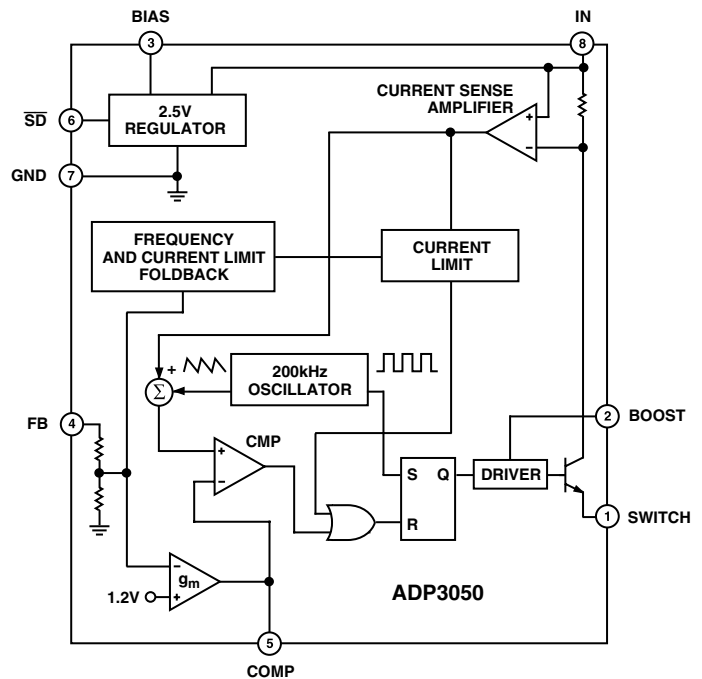 BIAS
IN
3
8
CURRENT SENSE
AMPLIFIER
+
−
2.5V
REGULATOR
SD
6
GND
7
FREQUENCY
AND CURRENT LIMIT
FOLDBACK
CURRENT
LIMIT
+
Σ
200kHz
OSCILLATOR
2
BOOST
FB
4
CMP
+
−
S Q
R
DRIVER
1
SWITCH
−
gm
+
1.2V
ADP3050
5
COMP